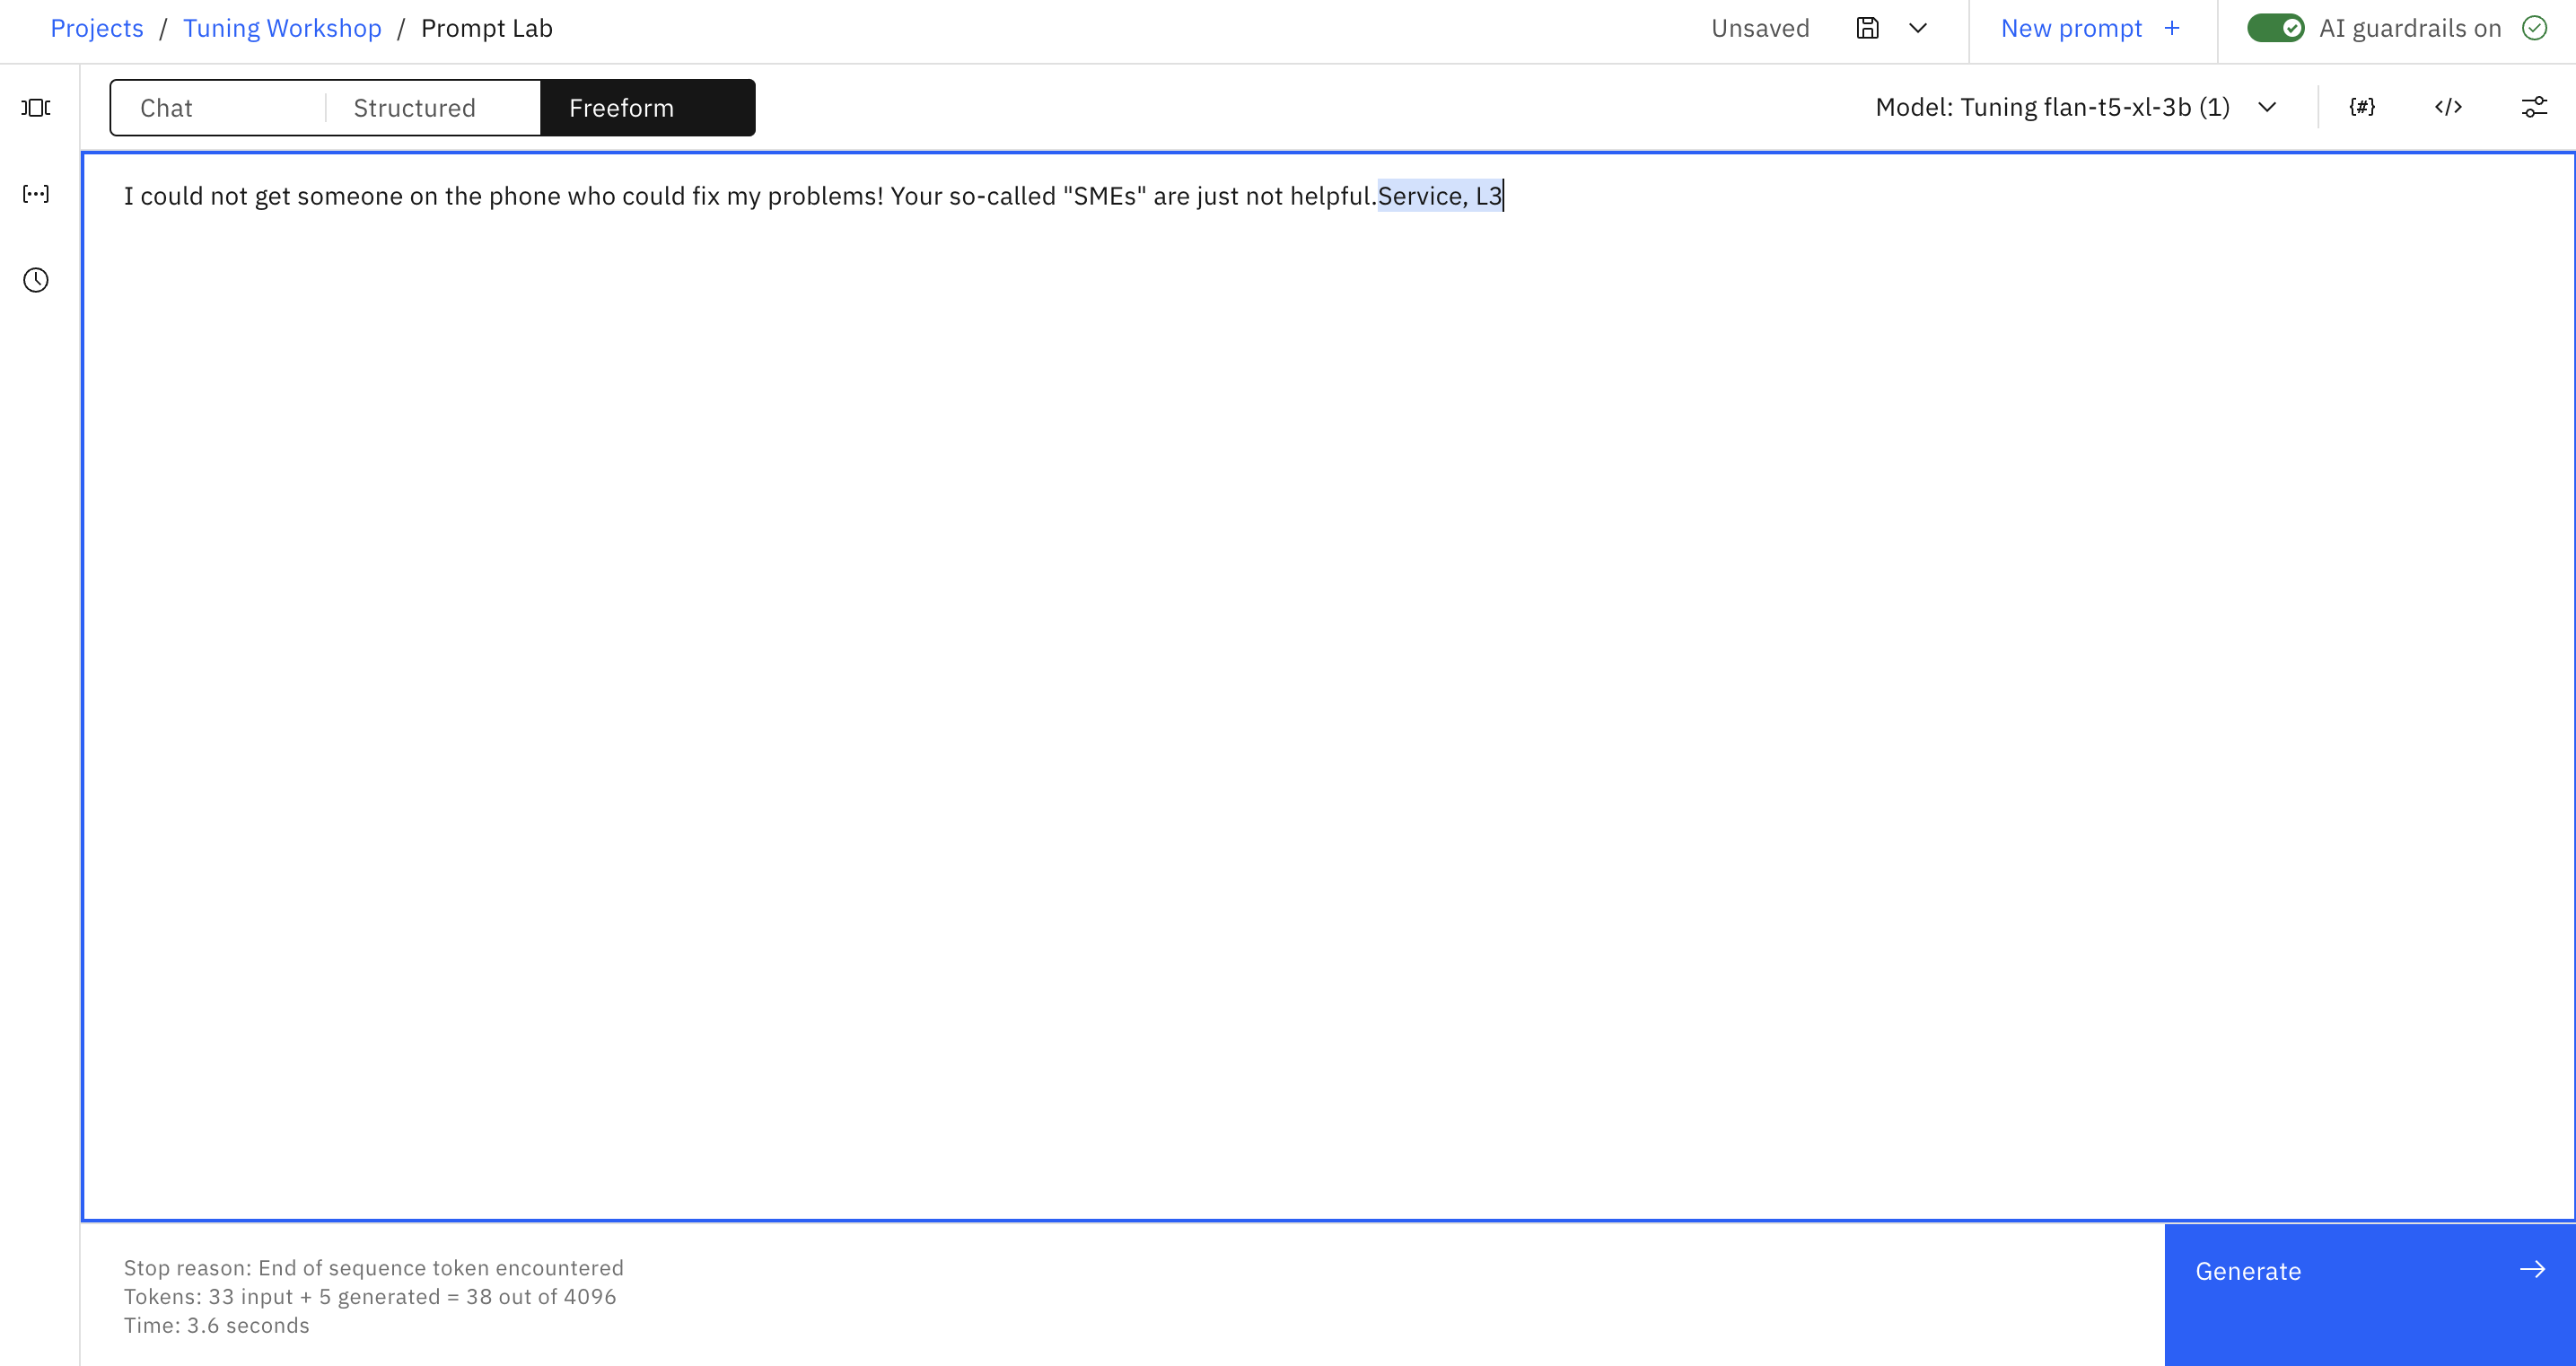 Projects / Tuning Workshop / Prompt Lab
Unsaved
New prompt +
AI guardrails on
Chat
Structured
Freeform
Model: Tuning flan-t5-xl-3b (1)
{#}
</>
[...]
I could not get someone on the phone who could fix my problems! Your so-called "SMEs" are just not helpful.Service, L3
Stop reason: End of sequence token encountered
Tokens: 33 input + 5 generated = 38 out of 4096
Time: 3.6 seconds
Generate